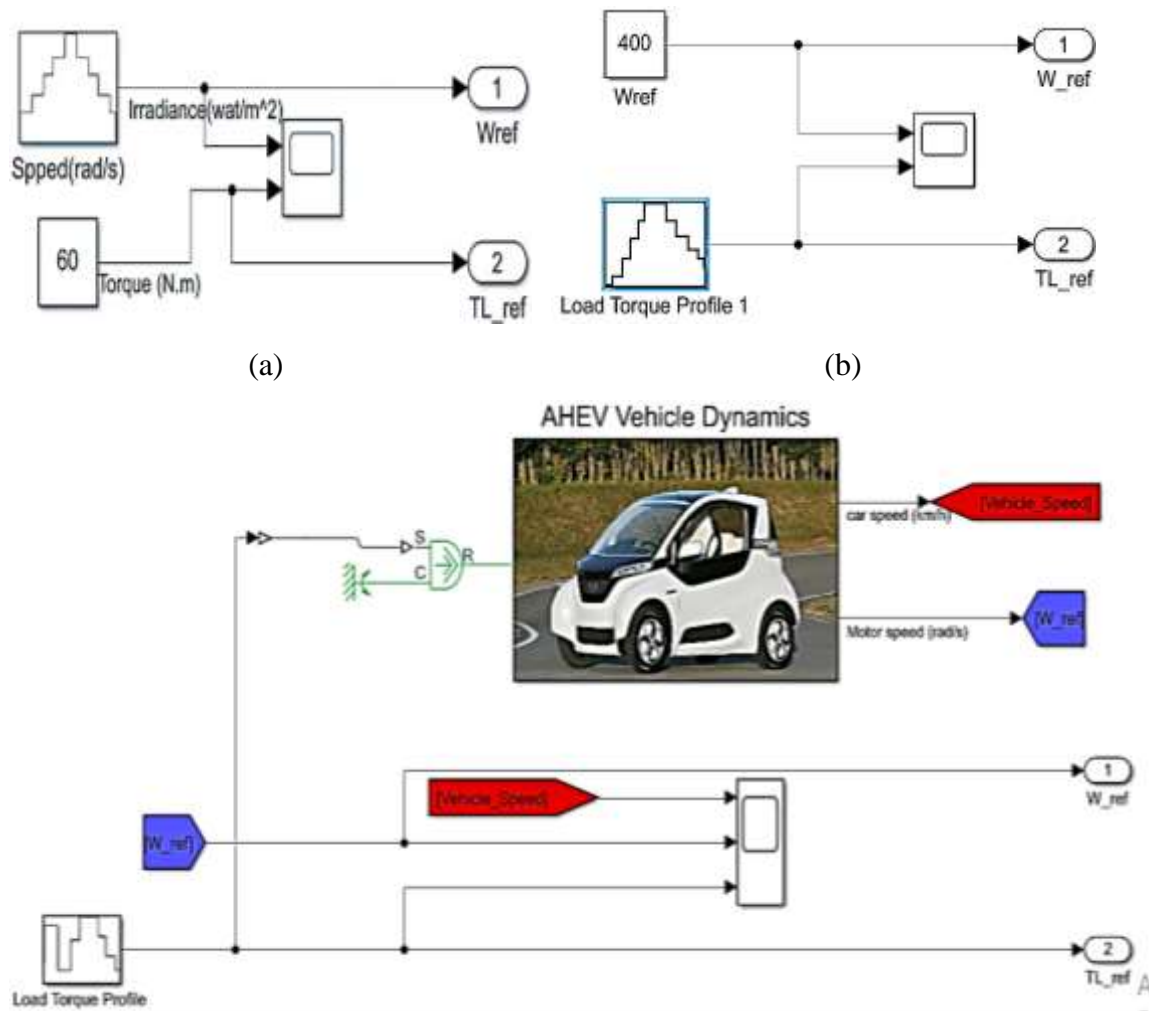 Irradiance(wat/m^2)
Spped(rad/s)
1
Wref
60
Torque (N.m)
2
TL_ref
400
Wref
1
W_ref
Load Torque Profile 1
2
TL_ref
(a)
(b)
AHEV Vehicle Dynamics
S
C
R
car speed (km/h)
[Vehicle_Speed]
Motor speed (rad/s)
[W_ref]
[Vehicle_Speed]
1
W_ref
[W_ref]
Load Torque Profile
2
TL_ref
A